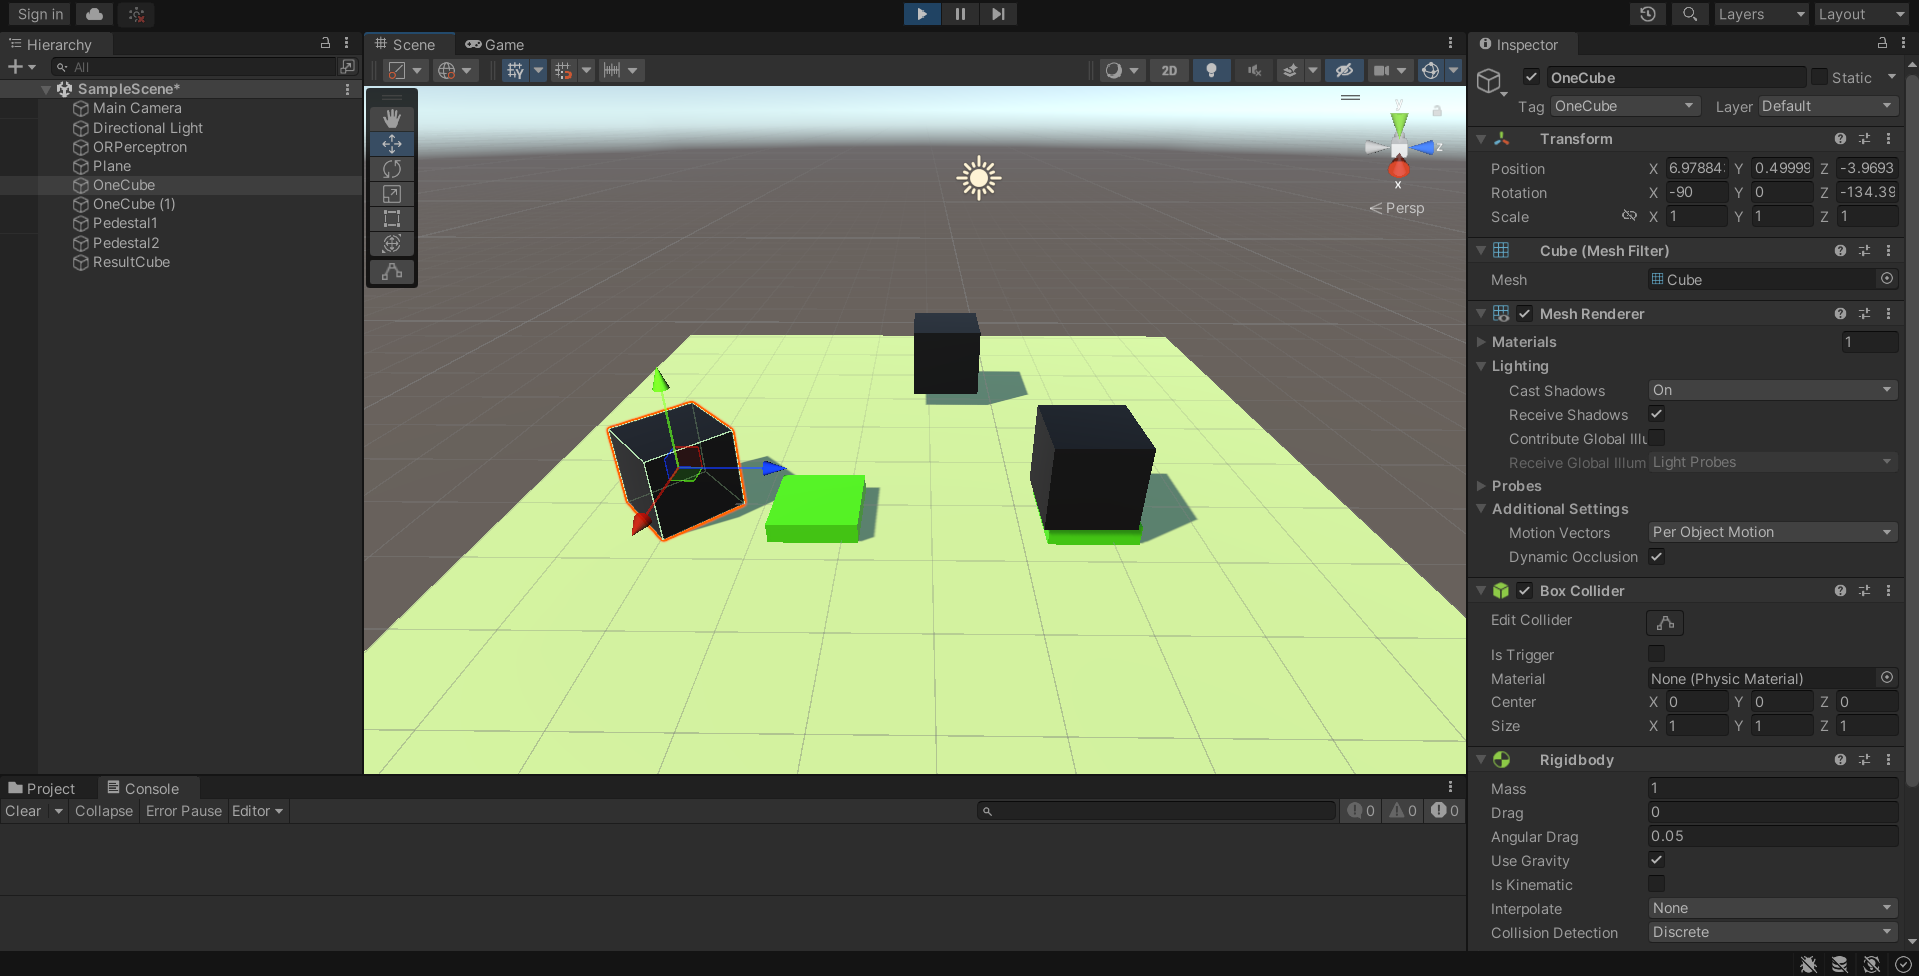 Sign in
Layers
Layout
Hierarchy
All
SampleScene*
Main Camera
Directional Light
ORPerceptron
Plane
OneCube
OneCube (1)
Pedestal1
Pedestal2
ResultCube
Scene
Game
2D
y
z
x
Persp
Project
Console
Clear
Collapse
Error Pause
Editor
0
0
0
Inspector
OneCube
Static
Tag OneCube
Layer Default
Transform
Position X 6.97884 Y 0.49999 Z -3.9693
Rotation X -90 Y 0 Z -134.39
Scale X 1 Y 1 Z 1
Cube (Mesh Filter)
Mesh Cube
Mesh Renderer
Materials 1
Lighting
Cast Shadows On
Receive Shadows
Contribute Global Illu
Receive Global Illum Light Probes
Probes
Additional Settings
Motion Vectors Per Object Motion
Dynamic Occlusion
Box Collider
Edit Collider
Is Trigger
Material None (Physic Material)
Center X 0 Y 0 Z 0
Size X 1 Y 1 Z 1
Rigidbody
Mass 1
Drag 0
Angular Drag 0.05
Use Gravity
Is Kinematic
Interpolate None
Collision Detection Discrete